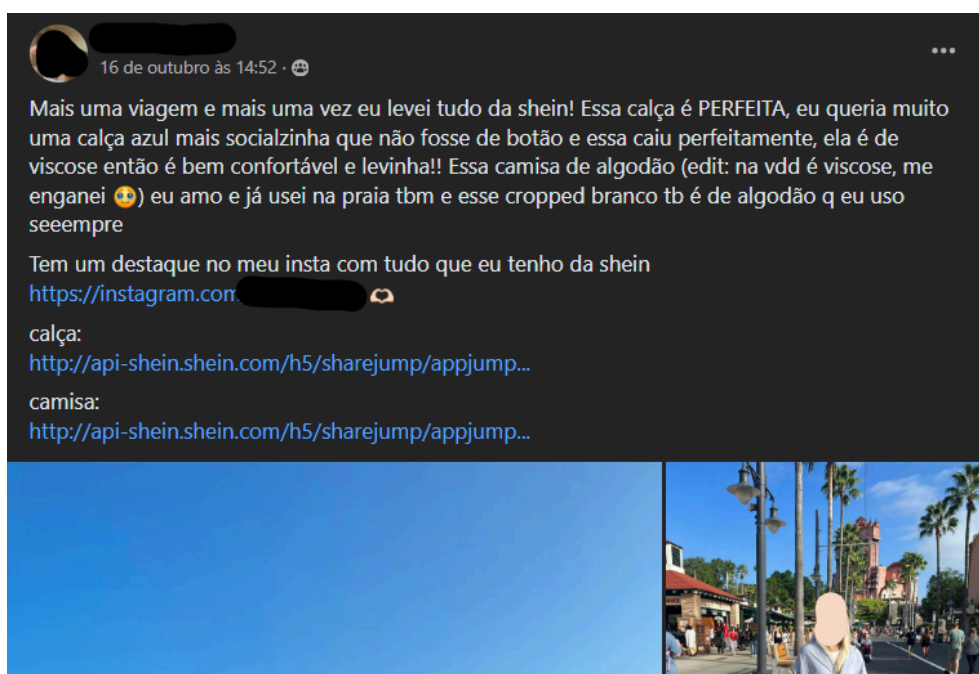 16 de outubro às 14:52 ·
Mais uma viagem e mais uma vez eu levei tudo da shein! Essa calça é PERFEITA, eu queria muito
uma calça azul mais socialzinha que não fosse de botão e essa caiu perfeitamente, ela é de
viscose então é bem confortável e levinha!! Essa camisa de algodão (edit: na vdd é viscose, me
enganei 🥹) eu amo e já usei na praia tbm e esse cropped branco tb é de algodão q eu uso
seeempre
Tem um destaque no meu insta com tudo que eu tenho da shein
https://instagram.com 🫶🏻
calça:
http://api-shein.shein.com/h5/sharejump/appjump...
camisa:
http://api-shein.shein.com/h5/sharejump/appjump...